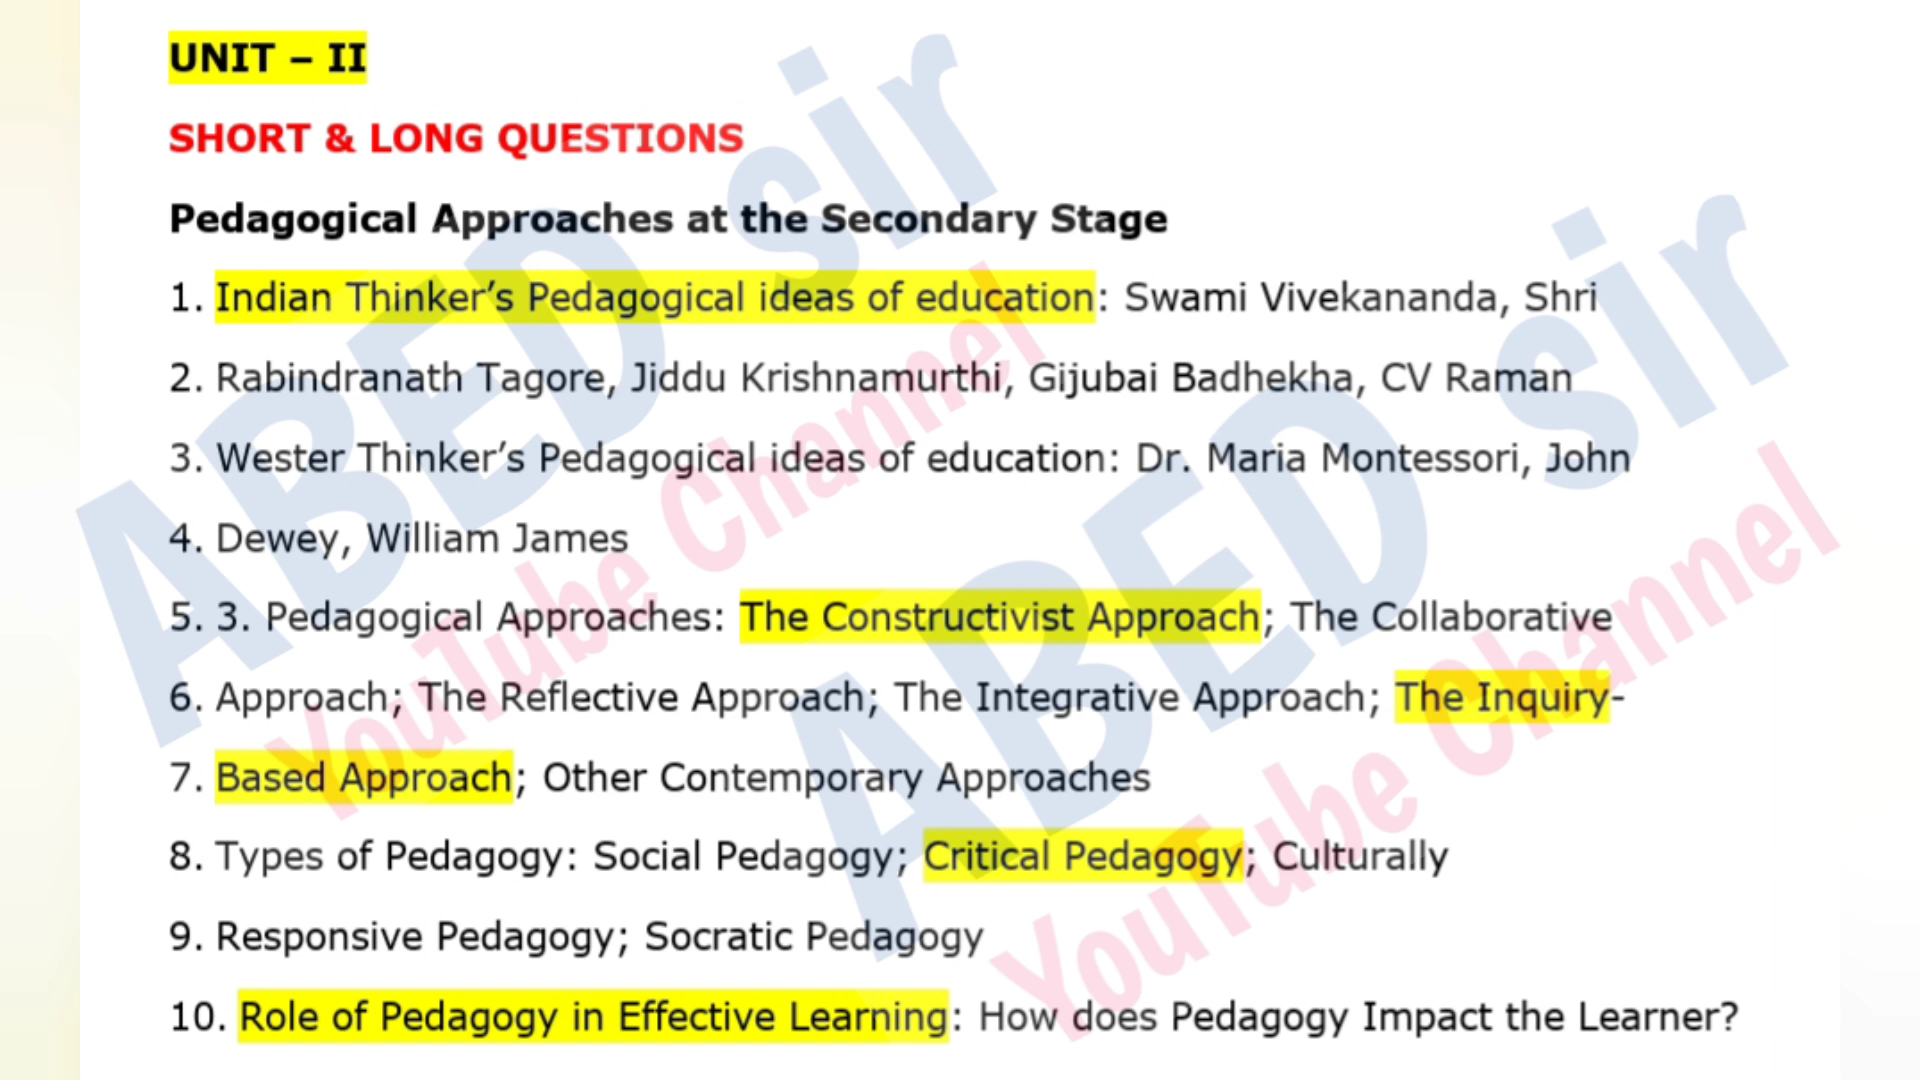 UNIT – II
SHORT & LONG QUESTIONS
Pedagogical Approaches at the Secondary Stage
1. Indian Thinker’s Pedagogical ideas of education: Swami Vivekananda, Shri
2. Rabindranath Tagore, Jiddu Krishnamurthi, Gijubai Badhekha, CV Raman
3. Wester Thinker’s Pedagogical ideas of education: Dr. Maria Montessori, John
4. Dewey, William James
5. 3. Pedagogical Approaches: The Constructivist Approach; The Collaborative
6. Approach; The Reflective Approach; The Integrative Approach; The Inquiry-
7. Based Approach; Other Contemporary Approaches
8. Types of Pedagogy: Social Pedagogy; Critical Pedagogy; Culturally
9. Responsive Pedagogy; Socratic Pedagogy
10. Role of Pedagogy in Effective Learning: How does Pedagogy Impact the Learner?
ABED sir
YouTube Channel
ABED sir
YouTube Channel